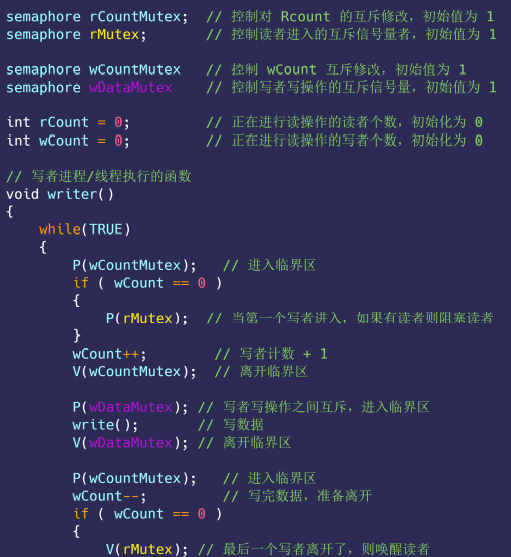 semaphore rCountMutex;  // 控制对 Rcount 的互斥修改，初始值为 1
semaphore rMutex;       // 控制读者进入的互斥信号量者，初始值为 1

semaphore wCountMutex   // 控制 wCount 互斥修改，初始值为 1
semaphore wDataMutex    // 控制写者写操作的互斥信号量，初始值为 1

int rCount = 0;         // 正在进行读操作的读者个数，初始化为 0
int wCount = 0;         // 正在进行读操作的写者个数，初始化为 0

// 写者进程/线程执行的函数
void writer()
{
    while(TRUE)
    {
        P(wCountMutex);   // 进入临界区
        if ( wCount == 0 )
        {
            P(rMutex);  // 当第一个写者进入，如果有读者则阻塞读者
        }
        wCount++;        // 写者计数 + 1
        V(wCountMutex);  // 离开临界区

        P(wDataMutex); // 写者写操作之间互斥，进入临界区
        write();       // 写数据
        V(wDataMutex); // 离开临界区

        P(wCountMutex);   // 进入临界区
        wCount--;         // 写完数据，准备离开
        if ( wCount == 0 )
        {
            V(rMutex); // 最后一个写者离开了，则唤醒读者